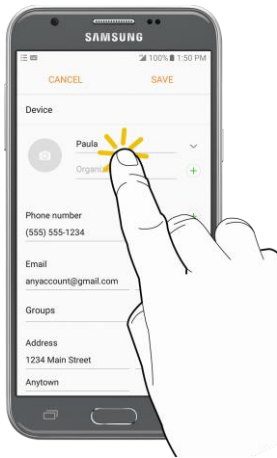 SAMSUNG
100% 1:50 PM
CANCEL SAVE
Device
Paula
Organi
Phone number
(555) 555-1234
Email
anyaccount@gmail.com
Groups
Address
1234 Main Street
Anytown